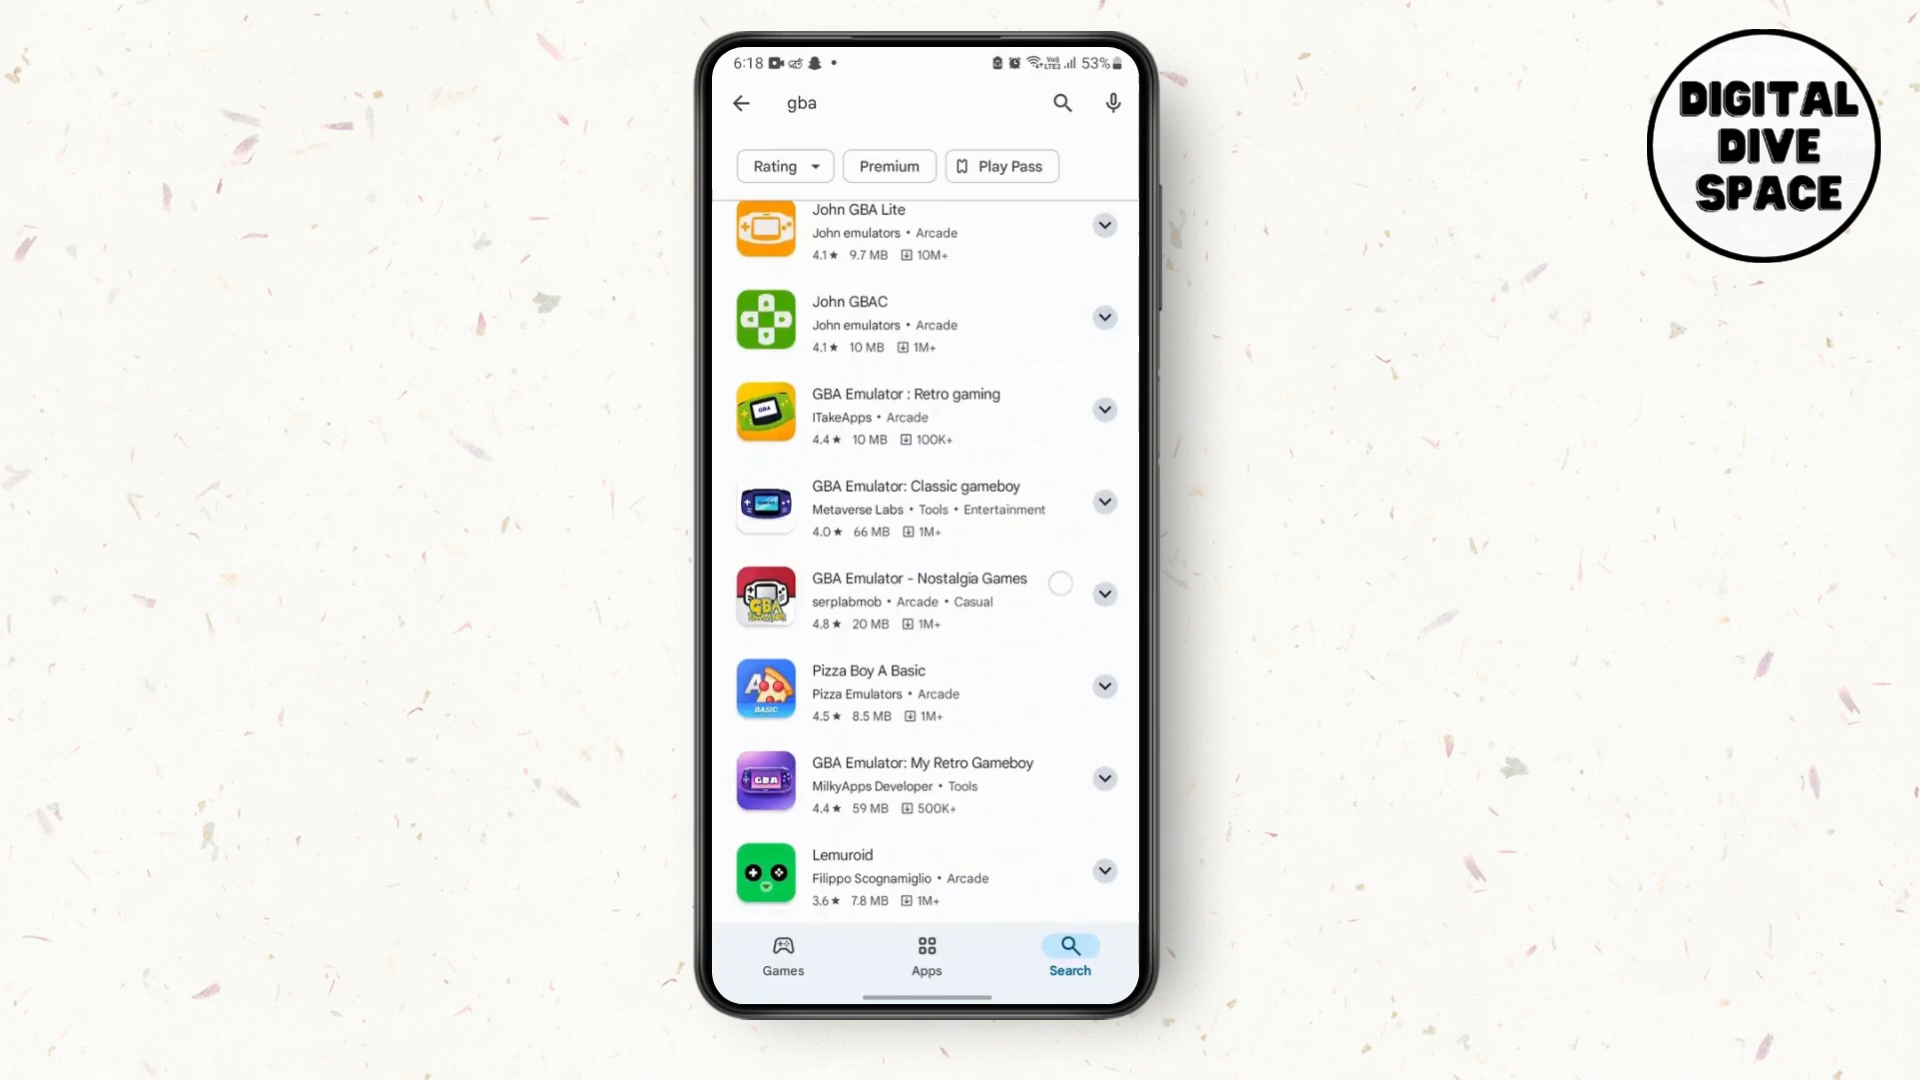 6:18 53%
gba
Rating Premium Play Pass
John GBA Lite
John emulators • Arcade
4.1★ 9.7 MB 10M+
John GBAC
John emulators • Arcade
4.1★ 10 MB 1M+
GBA Emulator : Retro gaming
ITakeApps • Arcade
4.4★ 10 MB 100K+
GBA Emulator: Classic gameboy
Metaverse Labs • Tools • Entertainment
4.0★ 66 MB 1M+
GBA Emulator - Nostalgia Games
serplabmob • Arcade • Casual
4.8★ 20 MB 1M+
Pizza Boy A Basic
Pizza Emulators • Arcade
4.5★ 8.5 MB 1M+
GBA Emulator: My Retro Gameboy
MilkyApps Developer • Tools
4.4★ 59 MB 500K+
Lemuroid
Filippo Scognamiglio • Arcade
3.6★ 7.8 MB 1M+
Games Apps Search
GBA
GBA
A
BASIC
GBA
DIGITAL
DIVE
SPACE